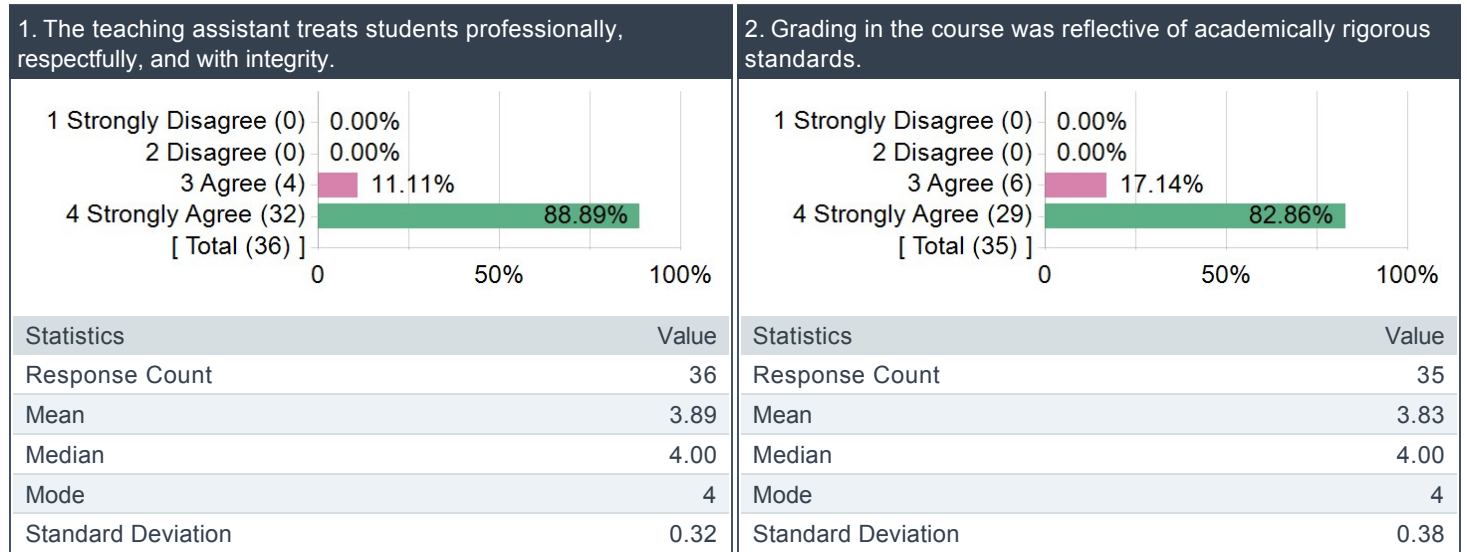 1. The teaching assistant treats students professionally,
respectfully, and with integrity.
1 Strongly Disagree (0) 0.00%
2 Disagree (0) 0.00%
3 Agree (4) 11.11%
4 Strongly Agree (32) 88.89%
[ Total (36) ]
0 50% 100%
Statistics Value
Response Count 36
Mean 3.89
Median 4.00
Mode 4
Standard Deviation 0.32
2. Grading in the course was reflective of academically rigorous
standards.
1 Strongly Disagree (0) 0.00%
2 Disagree (0) 0.00%
3 Agree (6) 17.14%
4 Strongly Agree (29) 82.86%
[ Total (35) ]
0 50% 100%
Statistics Value
Response Count 35
Mean 3.83
Median 4.00
Mode 4
Standard Deviation 0.38